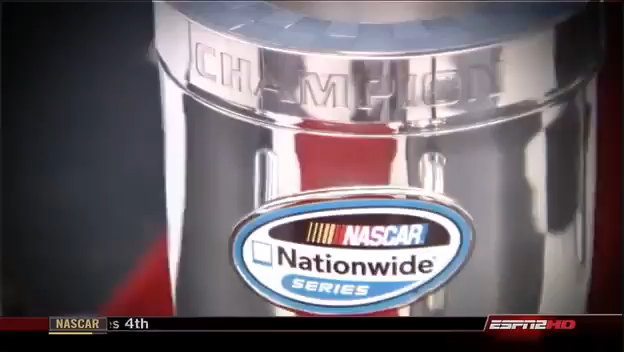 CHAMPION
NASCAR
Nationwide
SERIES
NASCAR :s 4th ESPN2HD